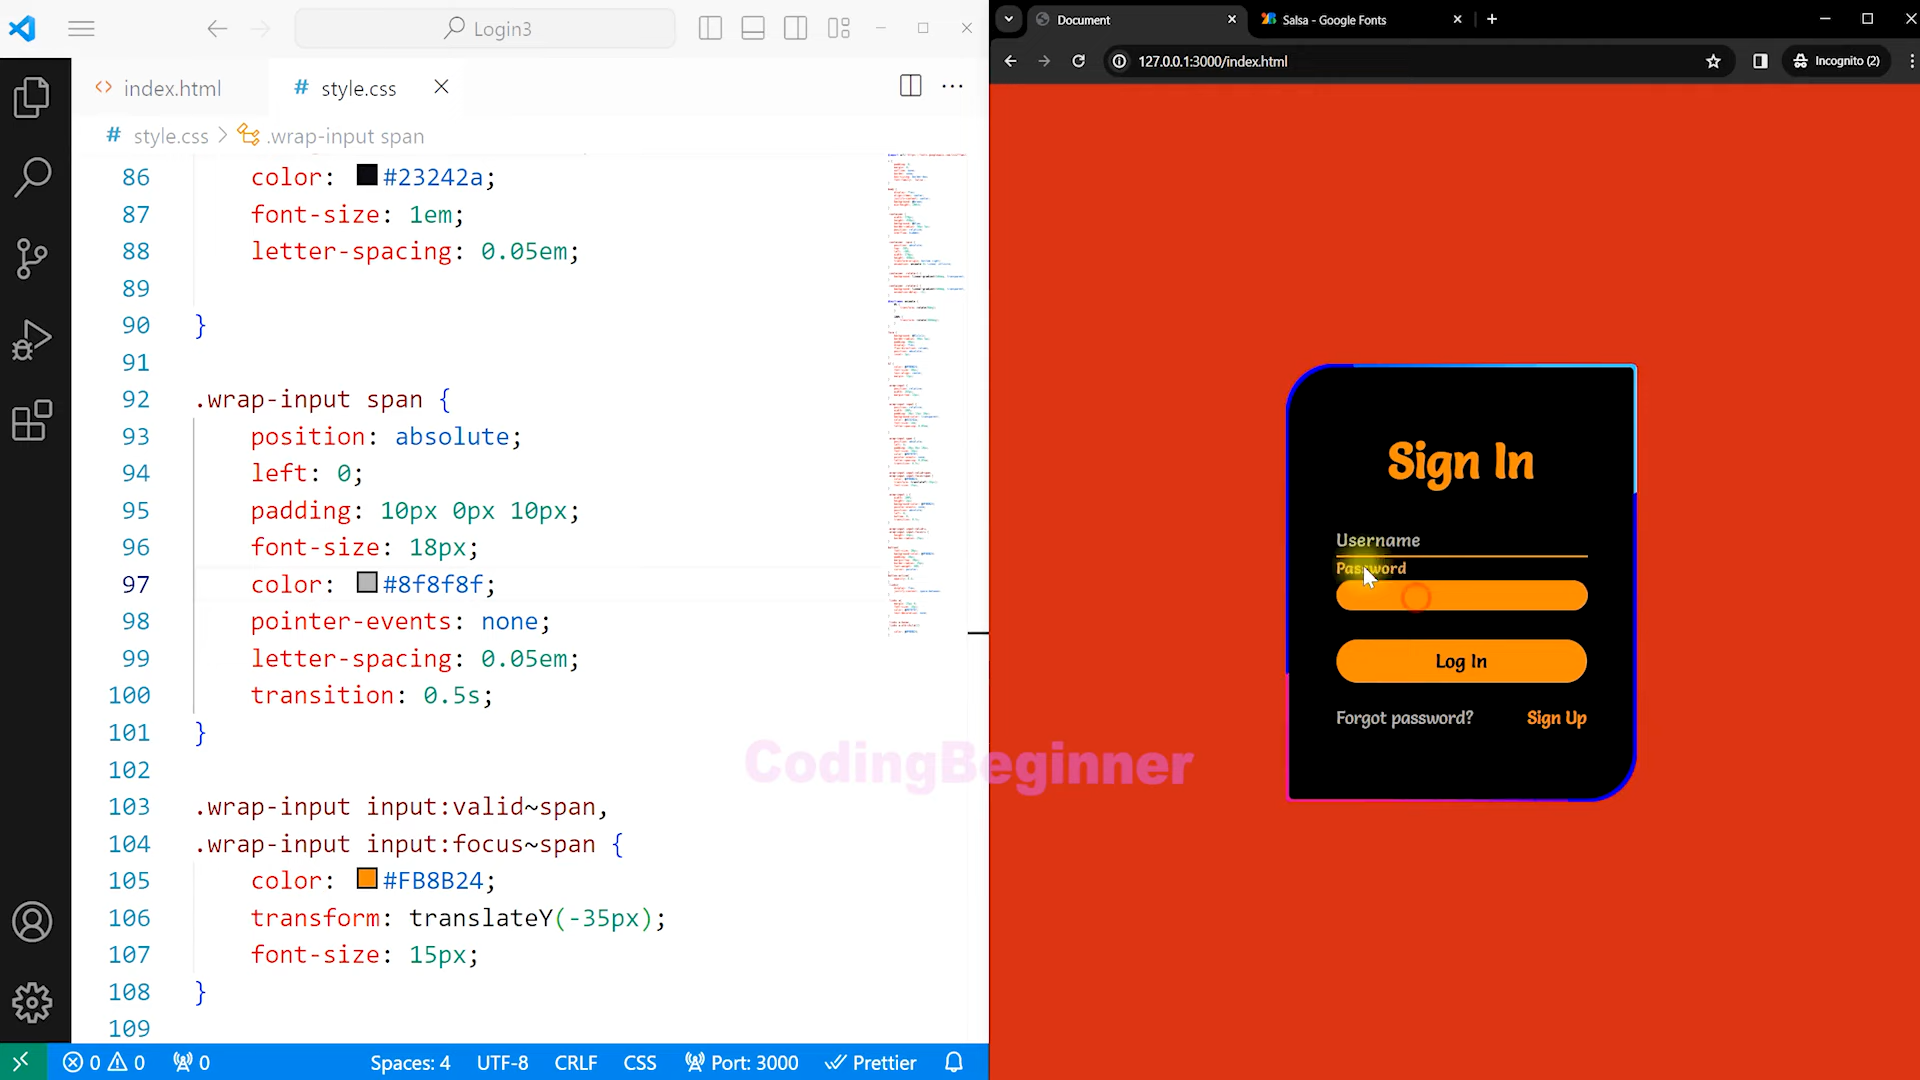 Login3
index.html
style.css
style.css > .wrap-input span
86 color: #23242a;
87 font-size: 1em;
88 letter-spacing: 0.05em;
89
90 }
91
92 .wrap-input span {
93 position: absolute;
94 left: 0;
95 padding: 10px 0px 10px;
96 font-size: 18px;
97 color: #8f8f8f;
98 pointer-events: none;
99 letter-spacing: 0.05em;
100 transition: 0.5s;
101 }
102
103 .wrap-input input:valid~span,
104 .wrap-input input:focus~span {
105 color: #FB8B24;
106 transform: translateY(-35px);
107 font-size: 15px;
108 }
109
0 0 0 Spaces: 4 UTF-8 CRLF CSS Port: 3000 Prettier
Document
Salsa - Google Fonts
127.0.0.1:3000/index.html
Incognito (2)
Sign In
Username
Password
Log In
Forgot password? Sign Up
CodingBeginner